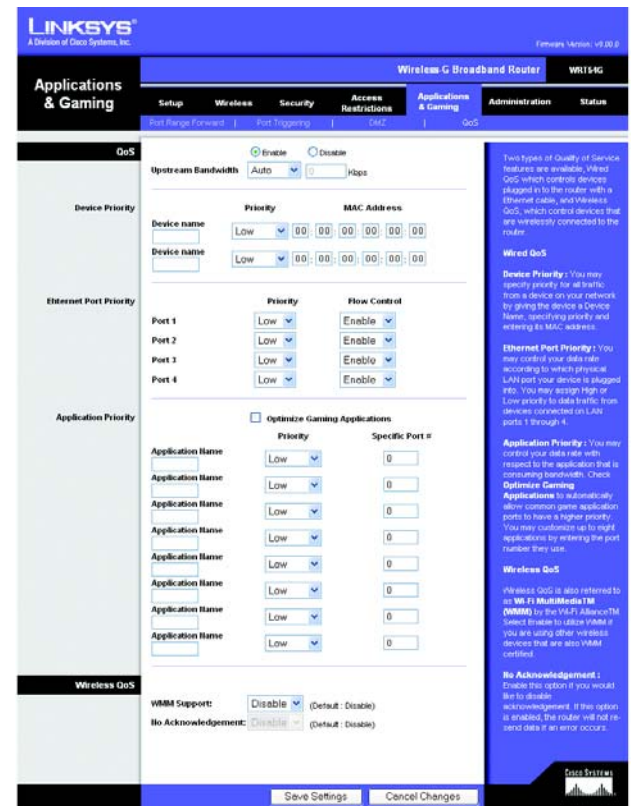 LINKSYS®
A Division of Cisco Systems, Inc.
Firmware Version: v9.00.0
Applications & Gaming
Wireless-G Broadband Router WRT54G
Setup Wireless Security Access Restrictions Applications & Gaming Administration Status
Port Range Forward | Port Triggering | DMZ | QoS
QoS
Enable Disable
Upstream Bandwidth Auto 0 Kbps
Device Priority
Priority MAC Address
Device name
Low 00: 00: 00: 00: 00: 00
Device name
Low 00: 00: 00: 00: 00: 00
Ehternet Port Priority
Priority Flow Control
Port 1 Low Enable
Port 2 Low Enable
Port 3 Low Enable
Port 4 Low Enable
Application Priority
Optimize Gaming Applications
Priority Specific Port #
Application Name
Low 0
Application Name
Low 0
Application Name
Low 0
Application Name
Low 0
Application Name
Low 0
Application Name
Low 0
Application Name
Low 0
Application Name
Low 0
Wireless QoS
WMM Support: Disable (Default : Disable)
No Acknowledgement: Disable (Default : Disable)
Save Settings Cancel Changes
Two types of Quality of Service
features are available, Wired
QoS which controls devices
plugged in to the router with a
Ethernet cable, and Wireless
QoS, which control devices that
are wirelessly connected to the
router.
Wired QoS
Device Priority : You may
specify priority for all traffic
from a device on your network
by giving the device a Device
Name, specifying priority and
entering its MAC address.
Ethernet Port Priority : You
may control your data rate
according to which physical
LAN port your device is plugged
into. You may assign High or
Low priority to data traffic from
devices connected on LAN
ports 1 through 4.
Application Priority : You may
control your data rate with
respect to the application that is
consuming bandwidth. Check
Optimize Gaming
Applications to automatically
allow common game application
ports to have a higher priority.
You may customize up to eight
applications by entering the port
number they use.
Wireless QoS
Wireless QoS is also referred to
as Wi-Fi MultiMediaTM
(WMM) by the Wi-Fi AllianceTM.
Select Enable to utilize WMM if
you are using other wireless
devices that are also WMM
certified.
No Acknowledgement :
Enable this option if you would
like to disable
acknowledgement. If this option
is enabled, the router will not re-
send data if an error occurs.
CISCO SYSTEMS